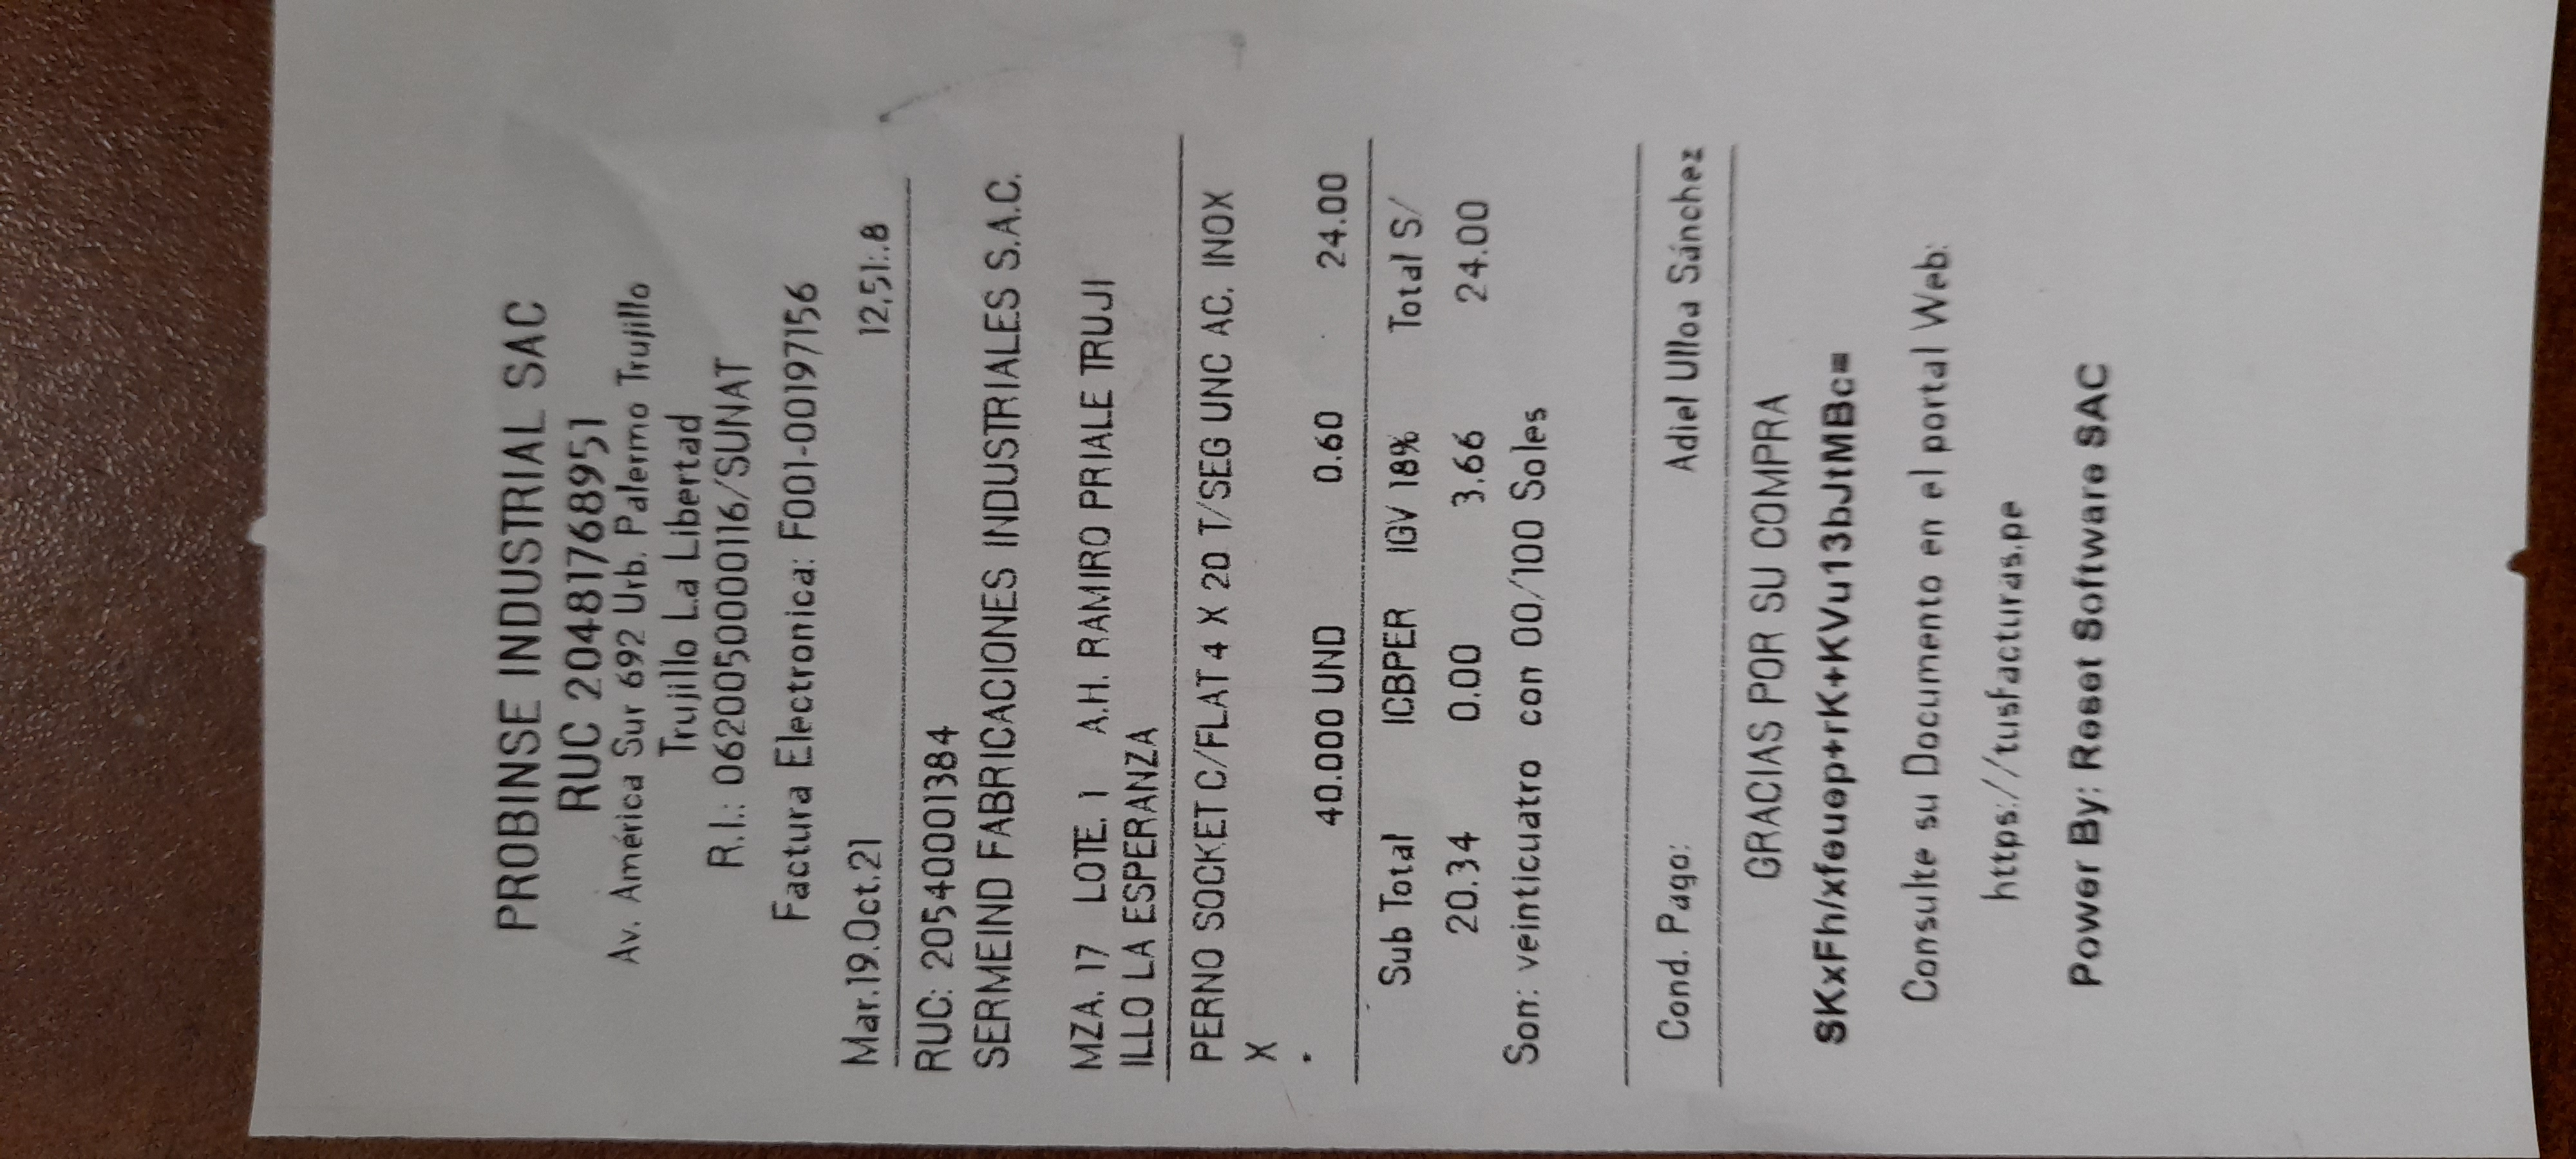 PROBINSE INDUSTRIAL SAC
RUC 20481768951
Av. América Sur 692 Urb. Palermo Trujillo
Trujillo La Libertad
R.I.: 0620050000116/SUNAT
Factura Electronica: F001-00197156
Mar.19.Oct.21 12,51:.8
RUC: 20540001384
SERMEIND FABRICACIONES INDUSTRIALES S.A.C.
MZA. 17 LOTE. 1 A.H. RAMIRO PRIALE TRUJI
ILLO LA ESPERANZA
PERNO SOCKET C/FLAT 4 X 20 T/SEG UNC AC. INOX
X
.
40.000 UND 0.60 24.00
Sub Total ICBPER IGV 18% Total S/
20.34 0.00 3.66 24.00
Son: veinticuatro con 00/100 Soles
Cond. Pago: Adiel Ulloa Sánchez
GRACIAS POR SU COMPRA
SKxFh/xfeuep+rK+KVu13bJtMBc=
Consulte su Documento en el portal Web:
https://tusfacturas.pe
Power By: Reset Software SAC